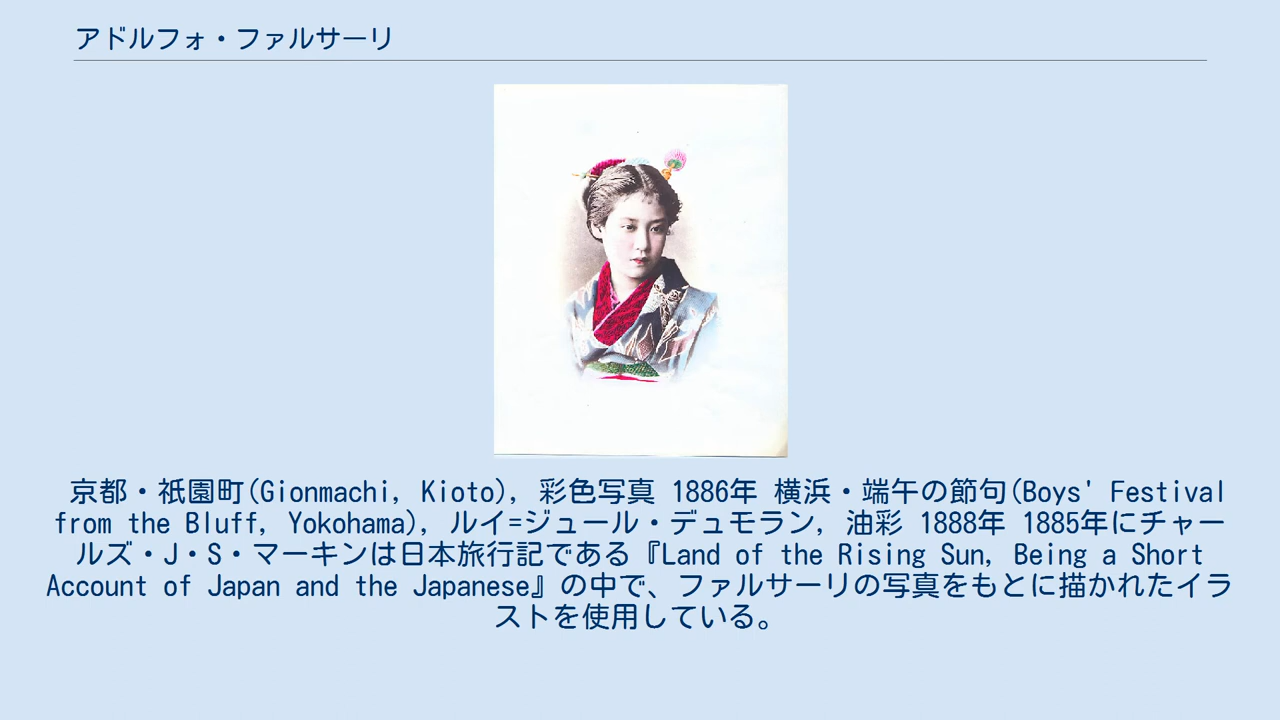 アドルフォ・ファルサーリ
京都・祇園町(Gionmachi, Kioto), 彩色写真 1886年 横浜・端午の節句(Boys' Festival
from the Bluff, Yokohama), ルイ=ジュール・デュモラン, 油彩 1888年 1885年にチャー
ルズ・J・S・マーキンは日本旅行記である『Land of the Rising Sun, Being a Short
Account of Japan and the Japanese』の中で、ファルサーリの写真をもとに描かれたイラ
ストを使用している。